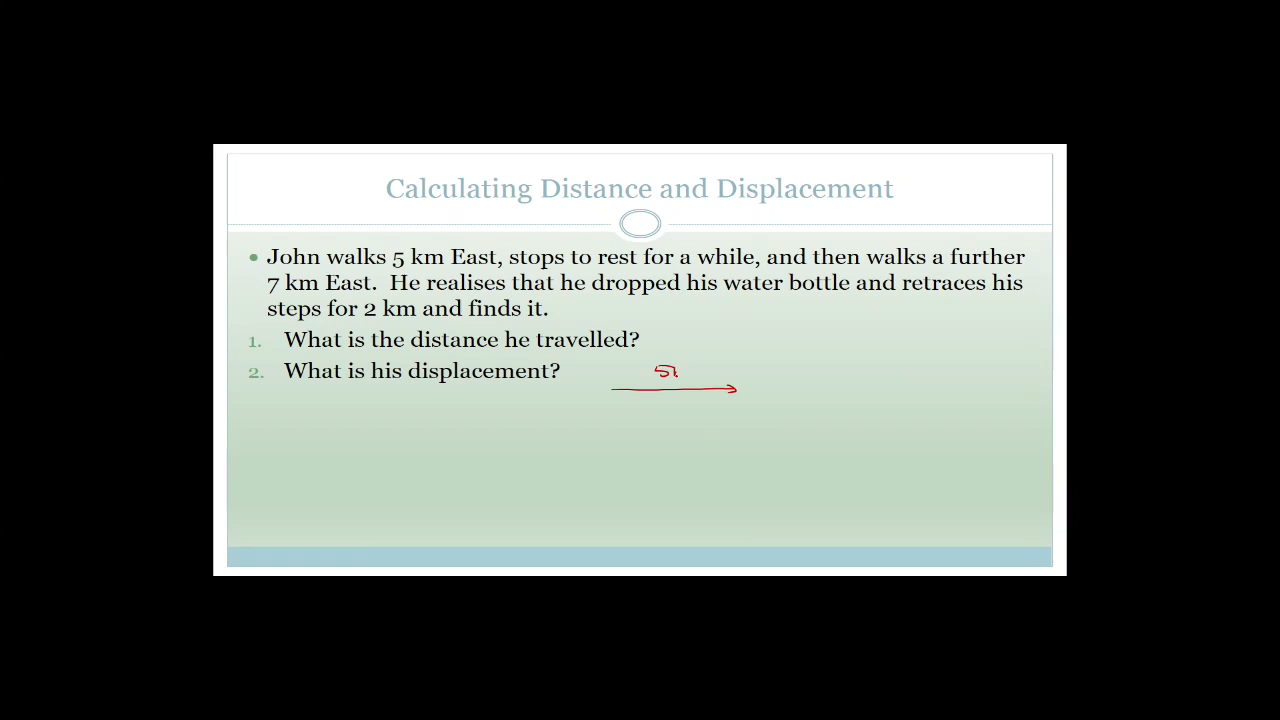 Calculating Distance and Displacement
• John walks 5 km East, stops to rest for a while, and then walks a further
7 km East. He realises that he dropped his water bottle and retraces his
steps for 2 km and finds it.
1. What is the distance he travelled?
2. What is his displacement?
5